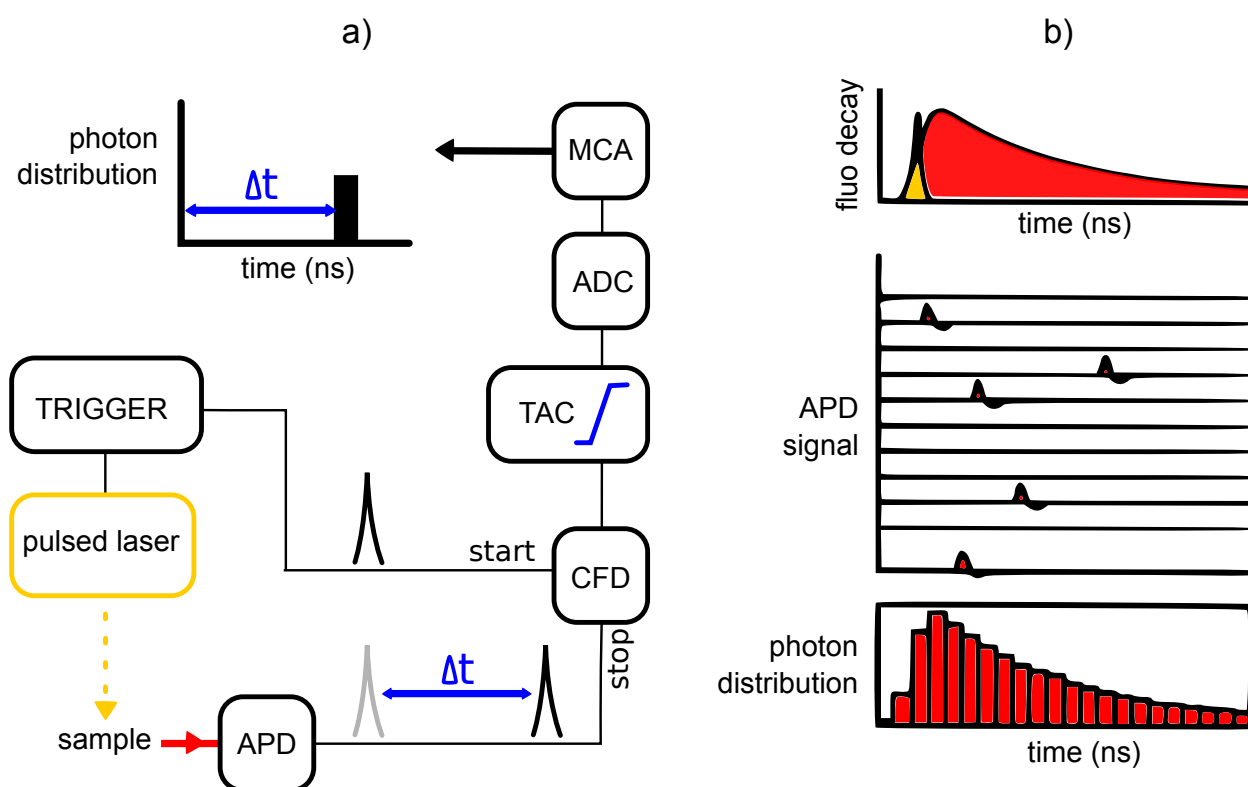 a)
photon
distribution
Δt
time (ns)
MCA
ADC
TAC
TRIGGER
pulsed laser
start
CFD
stop
Δt
sample
APD
b)
fluo decay
time (ns)
APD
signal
photon
distribution
time (ns)